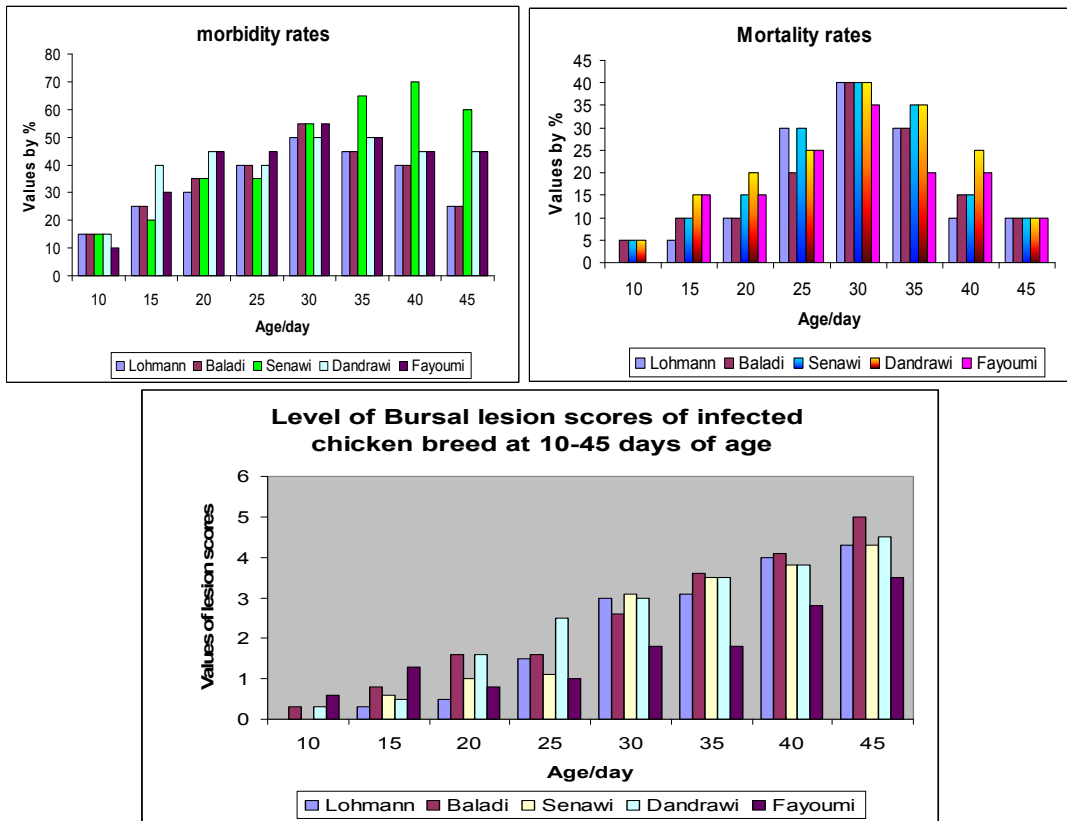 morbidity rates
Values by %
80
70
60
50
40
30
20
10
0
10 15 20 25 30 35 40 45
Age/day
Lohmann Baladi Senawi Dandrawi Fayoumi
Mortality rates
Values by %
45
40
35
30
25
20
15
10
5
0
10 15 20 25 30 35 40 45
Age/day
Lohmann Baladi Senawi Dandrawi Fayoumi
Level of Bursal lesion scores of infected
chicken breed at 10-45 days of age
Values of lesion scores
6
5
4
3
2
1
0
10 15 20 25 30 35 40 45
Age/day
Lohmann Baladi Senawi Dandrawi Fayoumi